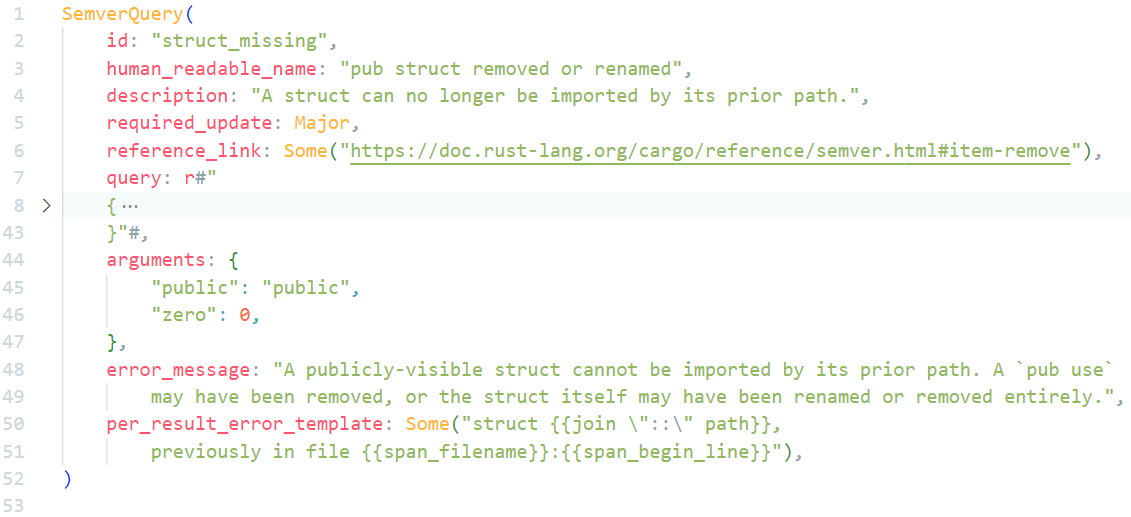 1 SemverQuery(
2     id: "struct_missing",
3     human_readable_name: "pub struct removed or renamed",
4     description: "A struct can no longer be imported by its prior path.",
5     required_update: Major,
6     reference_link: Some("https://doc.rust-lang.org/cargo/reference/semver.html#item-remove"),
7     query: r#"
8 >   { ···
43     }"#,
44     arguments: {
45         "public": "public",
46         "zero": 0,
47     },
48     error_message: "A publicly-visible struct cannot be imported by its prior path. A `pub use`
49         may have been removed, or the struct itself may have been renamed or removed entirely.",
50     per_result_error_template: Some("struct {{join \"::\" path}},
51         previously in file {{span_filename}}:{{span_begin_line}}"),
52 )
53